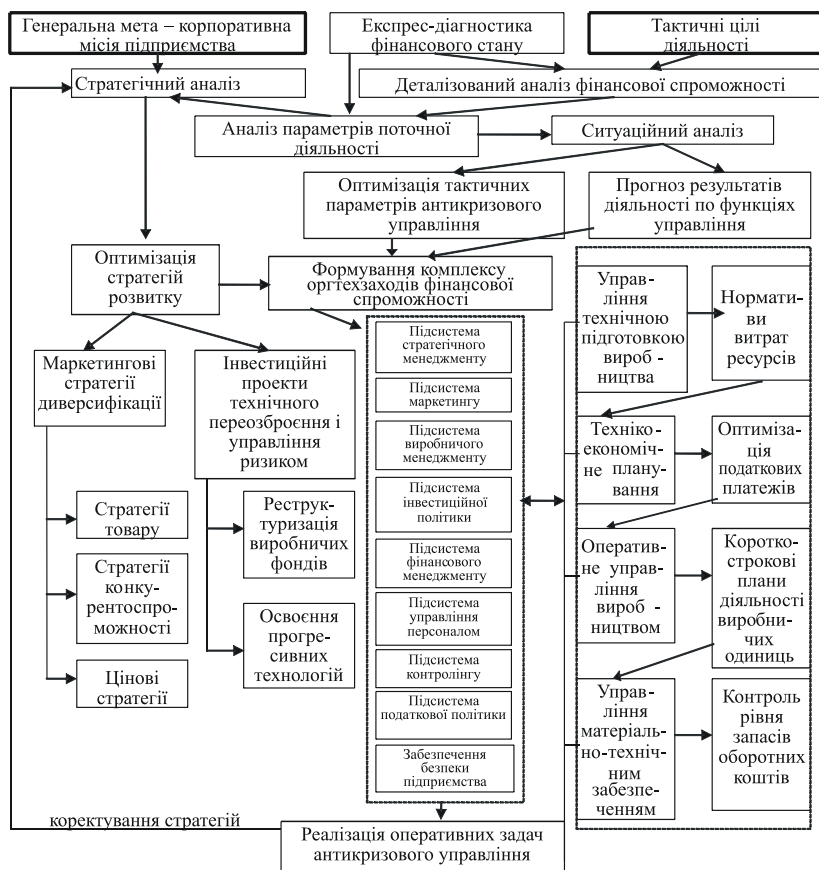 Генеральна мета – корпоративна
місія підприємства
Експрес-діагностика
фінансового стану
Тактичні цілі
діяльності
Стратегічний аналіз
Деталізований аналіз фінансової спроможності
Аналіз параметрів поточної
діяльності
Ситуаційний аналіз
Оптимізація тактичних
параметрів антикризового
управління
Прогноз результатів
діяльності по функціях
управління
Оптимізація
стратегій
розвитку
Формування комплексу
оргтехзаходів фінансової
спроможності
Маркетингові
стратегії
диверсифікації
Інвестиційні
проекти
технічного
переозброєння і
управління
ризиком
Стратегії
товару
Стратегії
конку-
рентоспро-
можності
Цінові
стратегії
Реструк-
туризація
виробничих
фондів
Освоєння
прогре-
сивних
технологій
Підсистема
стратегічного
менеджменту
Підсистема
маркетингу
Підсистема
виробничого
менеджменту
Підсистема
інвестиційної
політики
Підсистема
фінансового
менеджменту
Підсистема
управління
персоналом
Підсистема
контролінгу
Підсистема
податкової політики
Забезпечення
безпеки
підприємства
Управ-
ління
технічною
підготовкою
вироб -
ництва
Нормати-
ви
витрат
ресурсів
Техніко-
економіч-
не плану-
вання
Оптиміза-
ція
податкових
платежів
Оператив-
не управ-
ління
вироб -
ництвом
Коротко-
строкові
плани
діяльності
виробни-
чих
одиниць
Управ-
ління
матеріаль-
но-техніч-
ним
забезпе-
ченням
Контроль
рівня
запасів
оборотних
коштів
коректування стратегій
Реалізація оперативних задач
антикризового управління